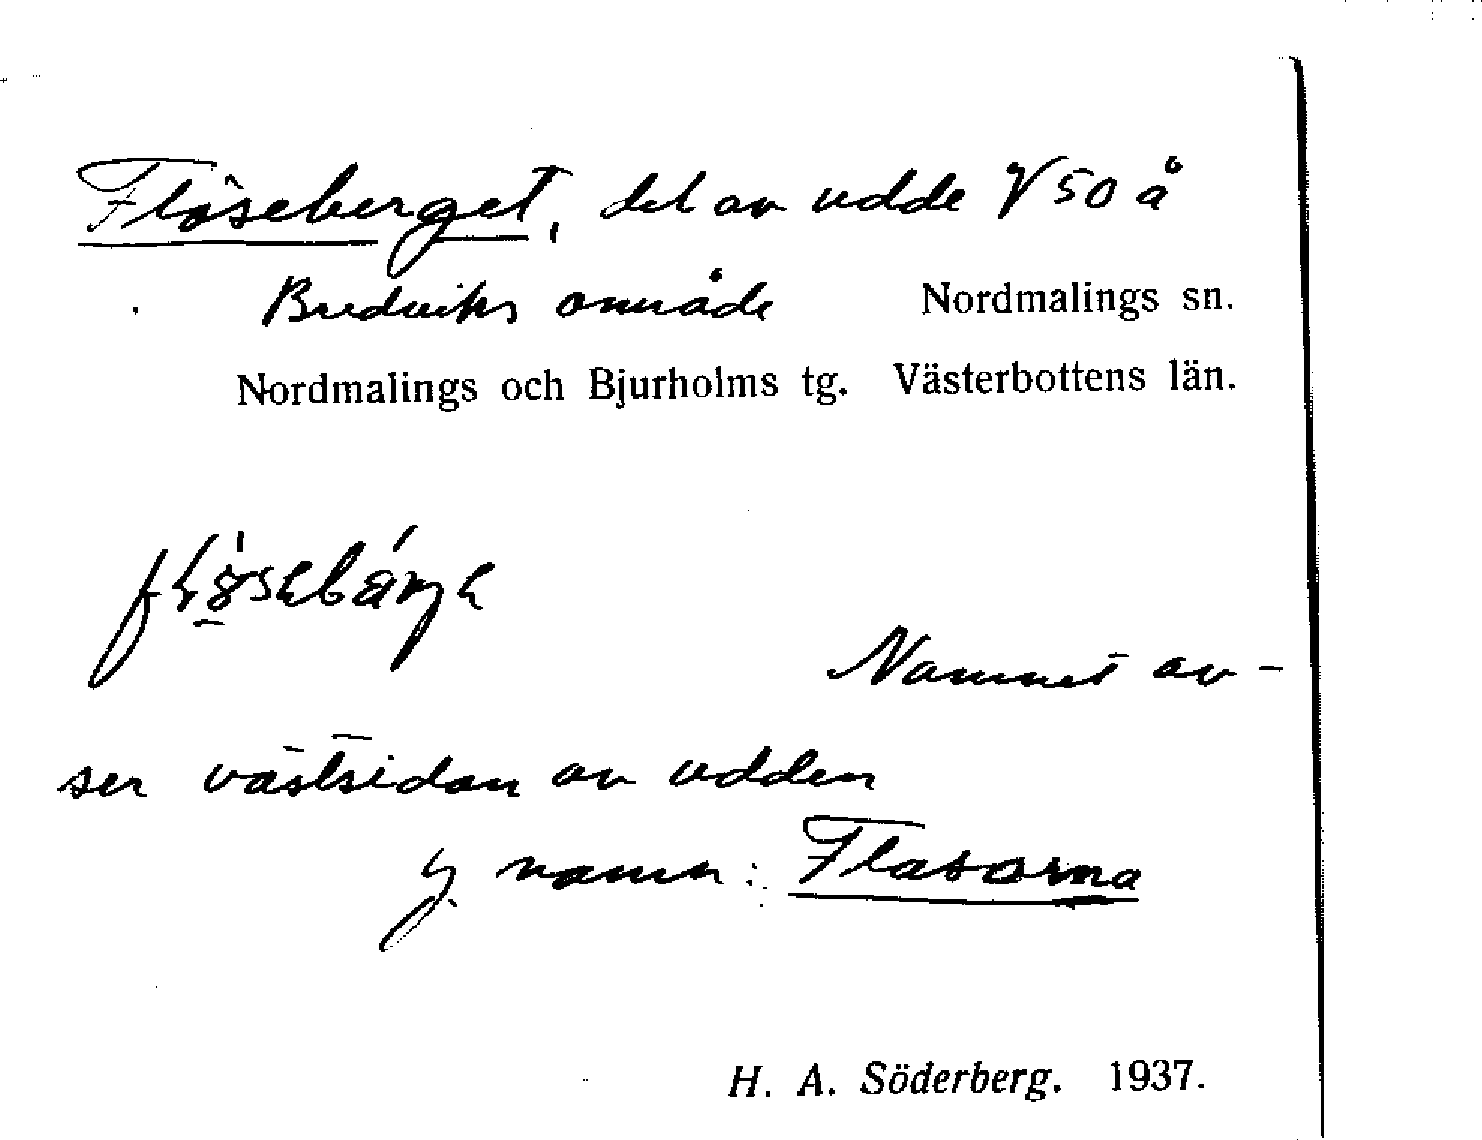 Flöseberget, del av udde V 50 å
Bredviks område Nordmalings sn.
Nordmalings och Bjurholms tg. Västerbottens län.
Namnet av-
ser västsidan av udden
J. namn: Flasorna
H. A. Söderberg. 1937.